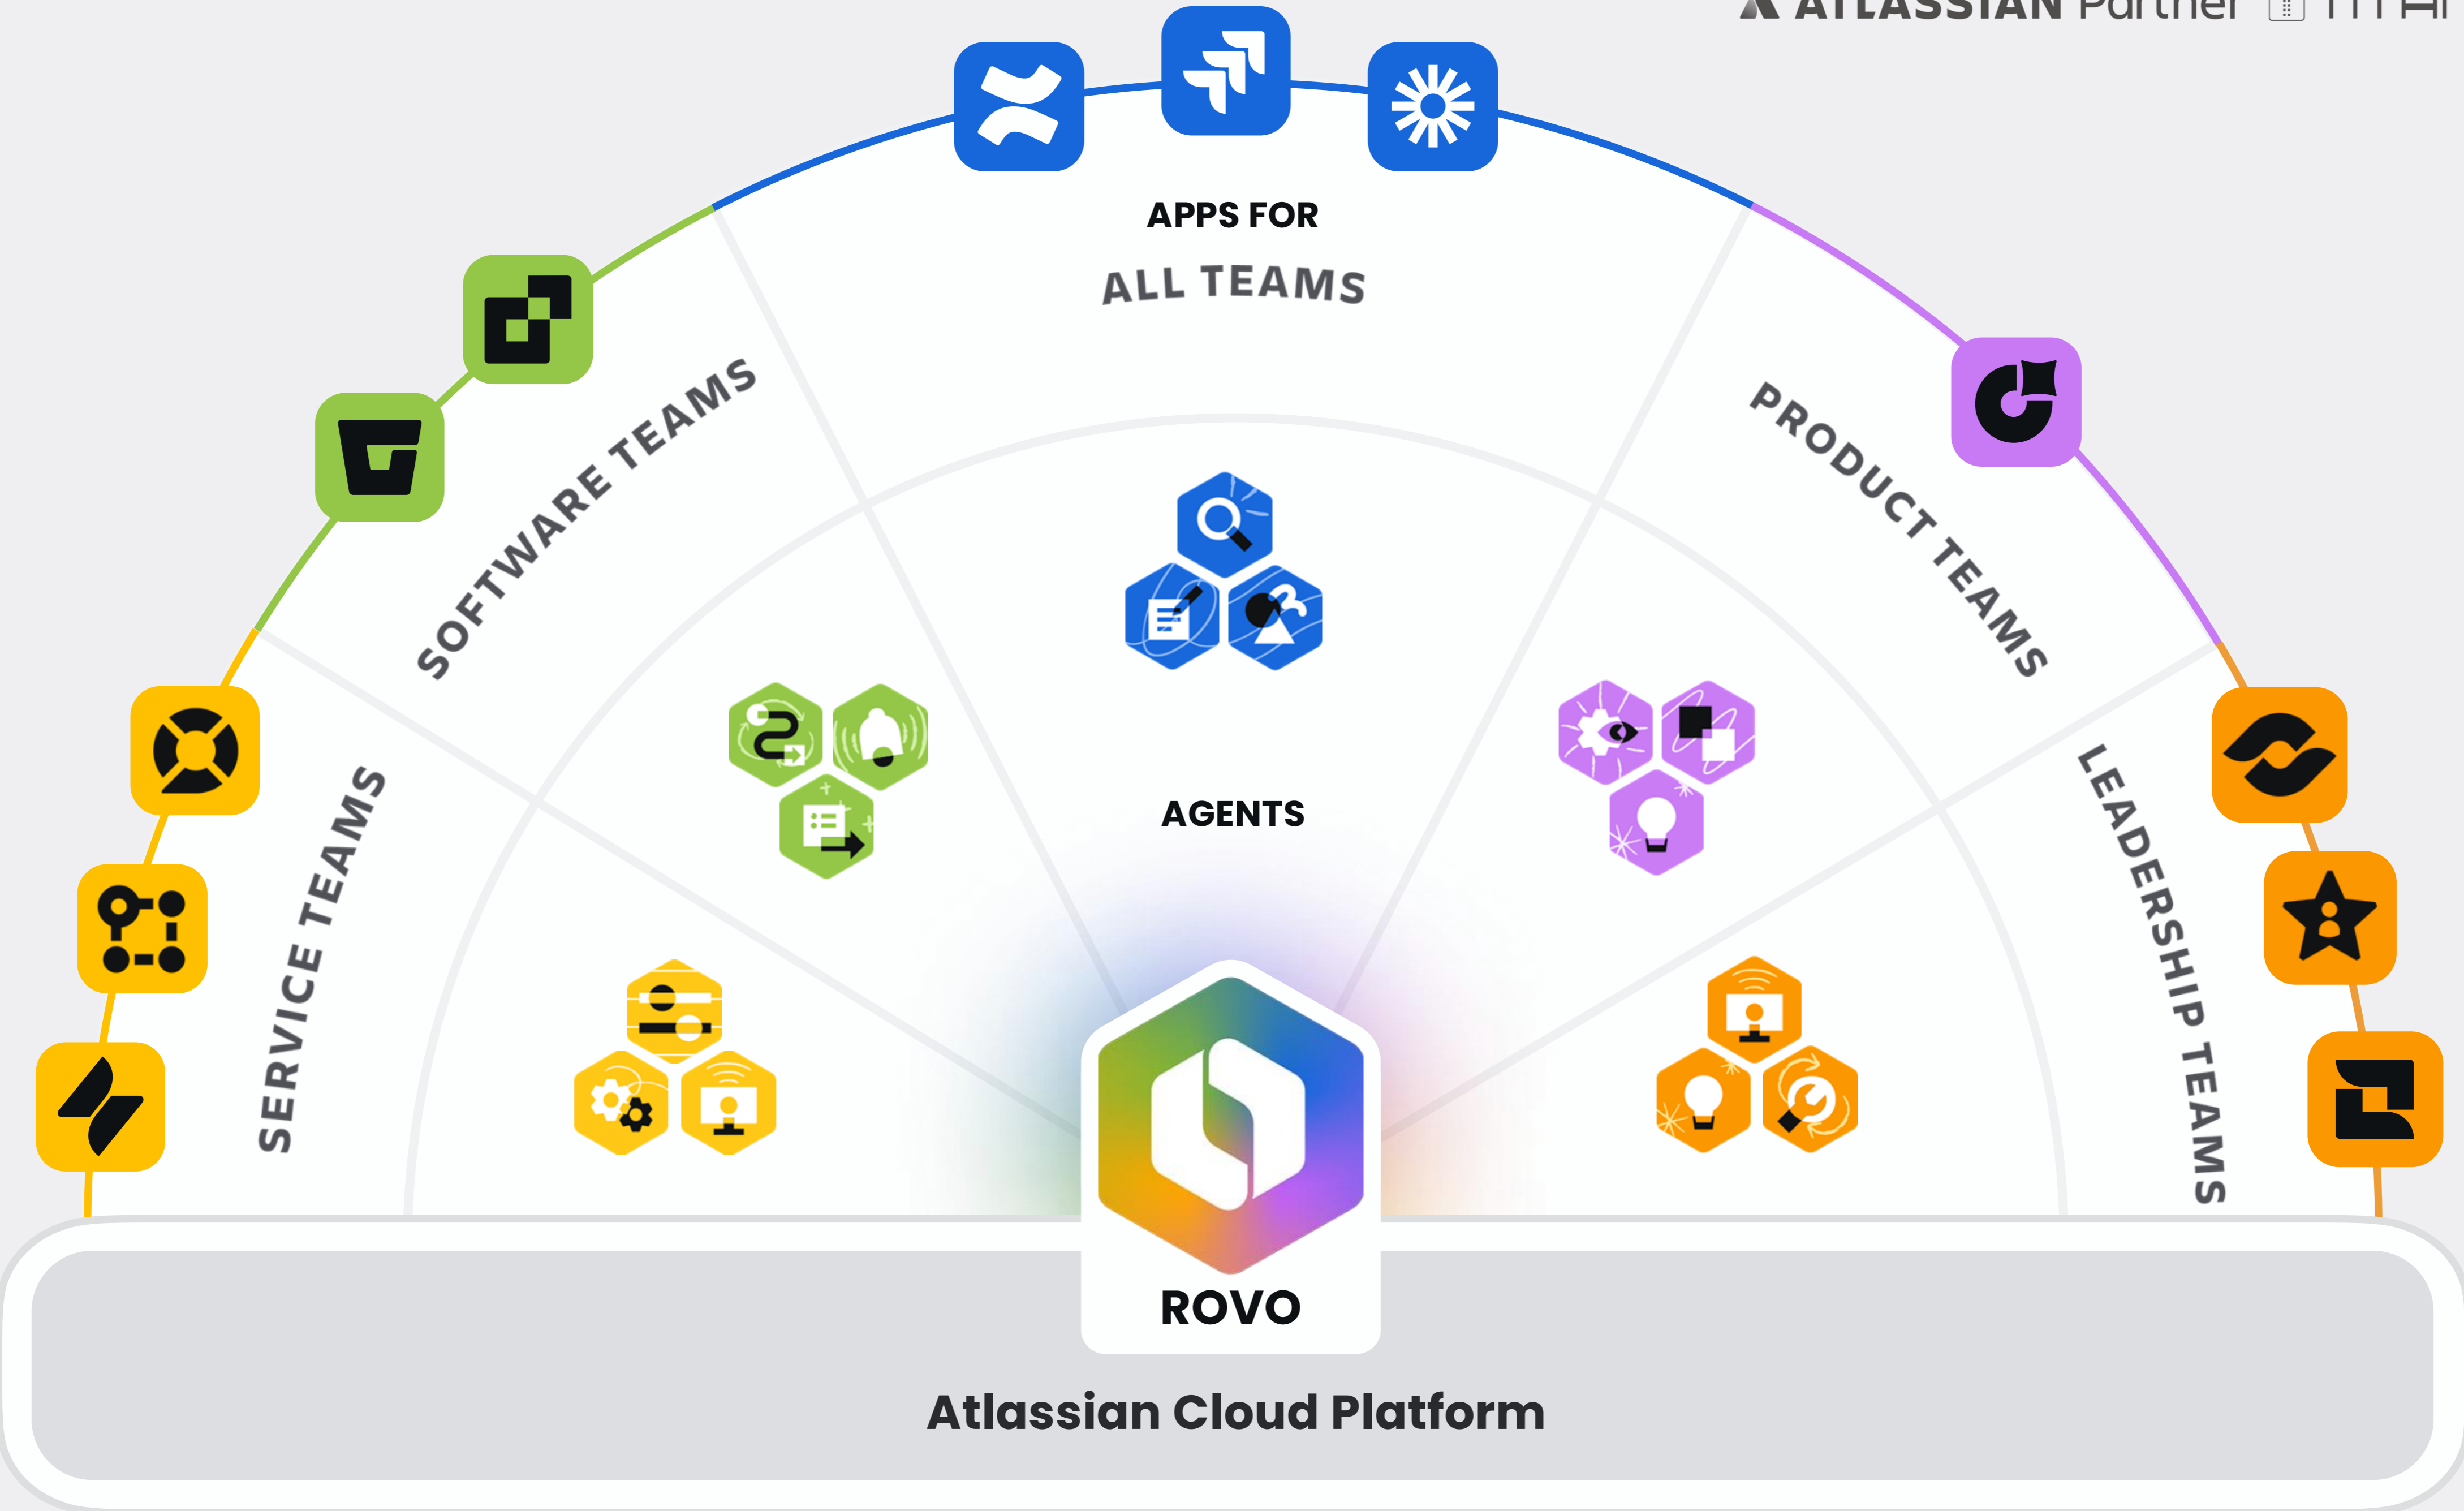 ATLASSIAN Partner
APPS FOR
ALL TEAMS
SOFTWARE TEAMS
PRODUCT TEAMS
SERVICE TEAMS
LEADERSHIP TEAMS
AGENTS
ROVO
Atlassian Cloud Platform